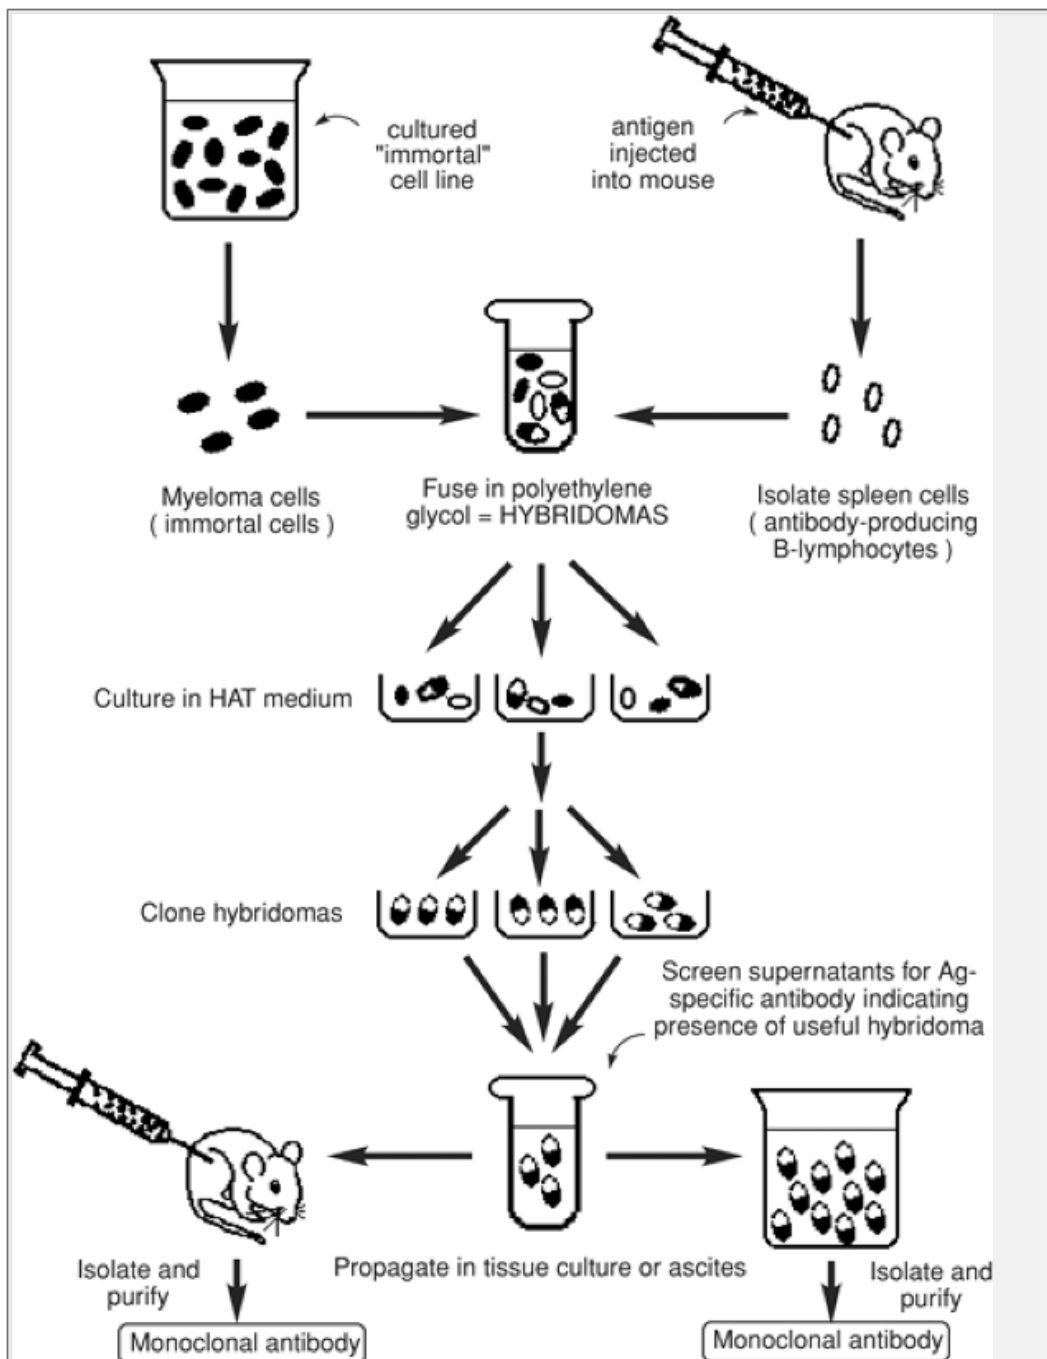 cultured
"immortal"
cell line
antigen
injected
into mouse
Myeloma cells
( immortal cells )
Fuse in polyethylene
glycol = HYBRIDOMAS
Isolate spleen cells
( antibody-producing
B-lymphocytes )
Culture in HAT medium
Clone hybridomas
Screen supernatants for Ag-
specific antibody indicating
presence of useful hybridoma
Propagate in tissue culture or ascites
Isolate and
purify
Isolate and
purify
Monoclonal antibody
Monoclonal antibody